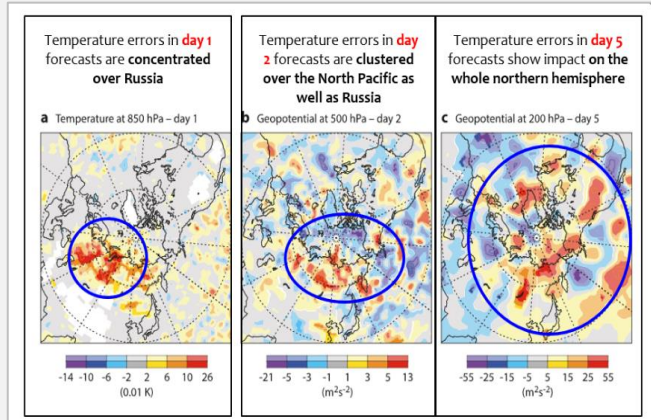 Temperature errors in day 1
forecasts are concentrated
over Russia
a Temperature at 850 hPa – day 1
-14 -10 -6 -2 2 6 10 26
(0.01 K)
Temperature errors in day
2 forecasts are clustered
over the North Pacific as
well as Russia
b Geopotential at 500 hPa – day 2
-21 -5 -3 -1 1 3 5 13
(m²s-²)
Temperature errors in day 5
forecasts show impact on the
whole northern hemisphere
c Geopotential at 200 hPa – day 5
-55 -25 -15 -5 5 15 25 55
(m²s-²)